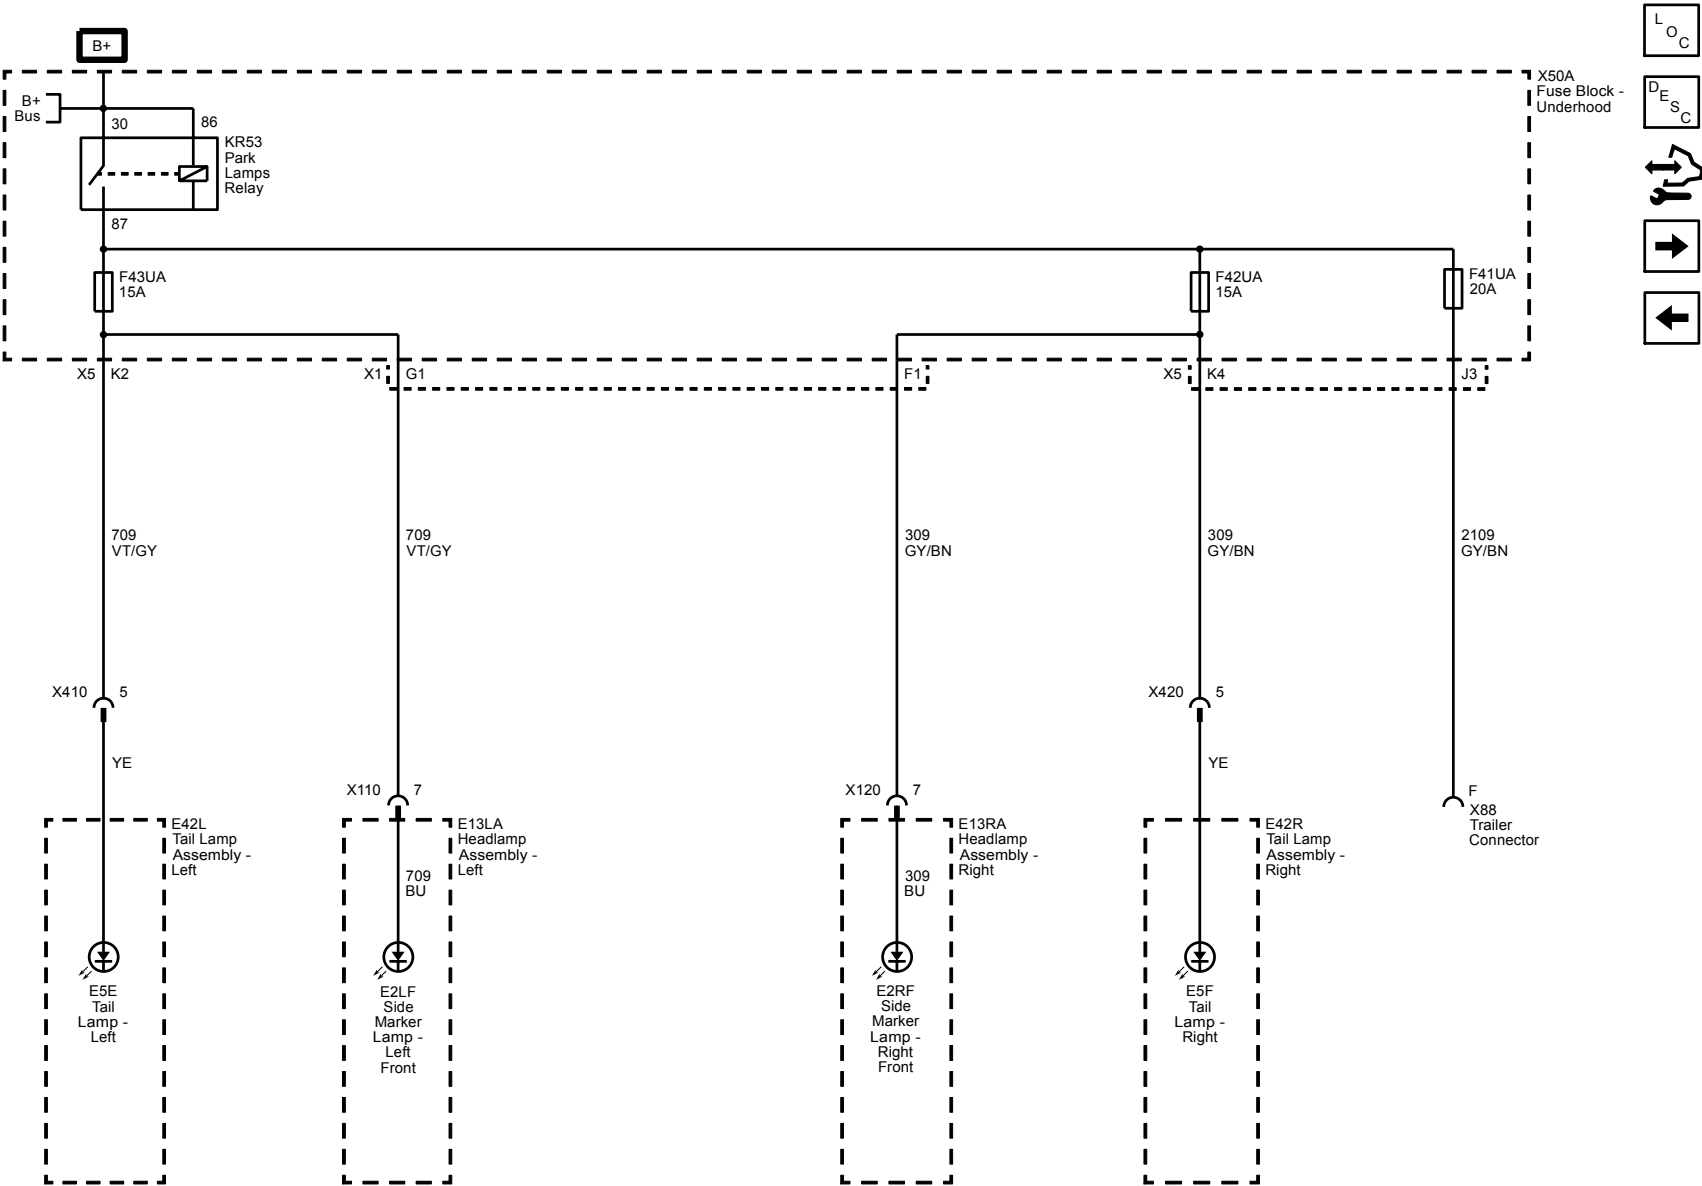 B+
L
O
C
X50A
Fuse Block -
Underhood
D
E
S
C
B+
Bus
30
86
KR53
Park
Lamps
Relay
87
F43UA
15A
F42UA
15A
F41UA
20A
X5 K2
X1 G1
F1
X5 K4
J3
709
VT/GY
709
VT/GY
309
GY/BN
309
GY/BN
2109
GY/BN
X410 5
X420 5
YE
YE
X110 7
X120 7
F
X88
Trailer
Connector
E42L
Tail Lamp
Assembly -
Left
E13LA
Headlamp
Assembly -
Left
E13RA
Headlamp
Assembly -
Right
E42R
Tail Lamp
Assembly -
Right
709
BU
309
BU
E5E
Tail
Lamp -
Left
E2LF
Side
Marker
Lamp -
Left
Front
E2RF
Side
Marker
Lamp -
Right
Front
E5F
Tail
Lamp -
Right